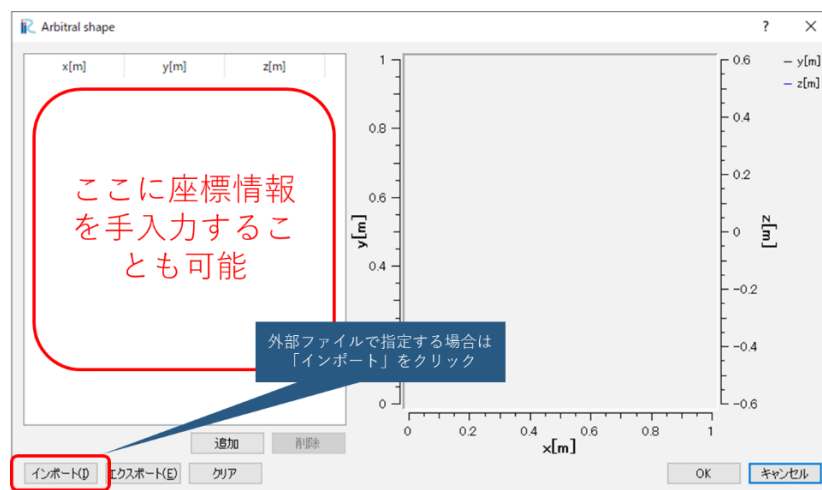 Arbitral shape
? ×
x[m] y[m] z[m]
ここに座標情報
を手入力するこ
とも可能
外部ファイルで指定する場合は
「インポート」をクリック
追加 削除
インポート(I) エクスポート(E) クリア
1
0.8
0.6
0.4
0
y[m]
0.6
0.4
0.2
0
-0.2
-0.4
-0.6
z[m]
y[m]
z[m]
0 0.2 0.4 0.6 0.8 1
x[m]
OK キャンセル